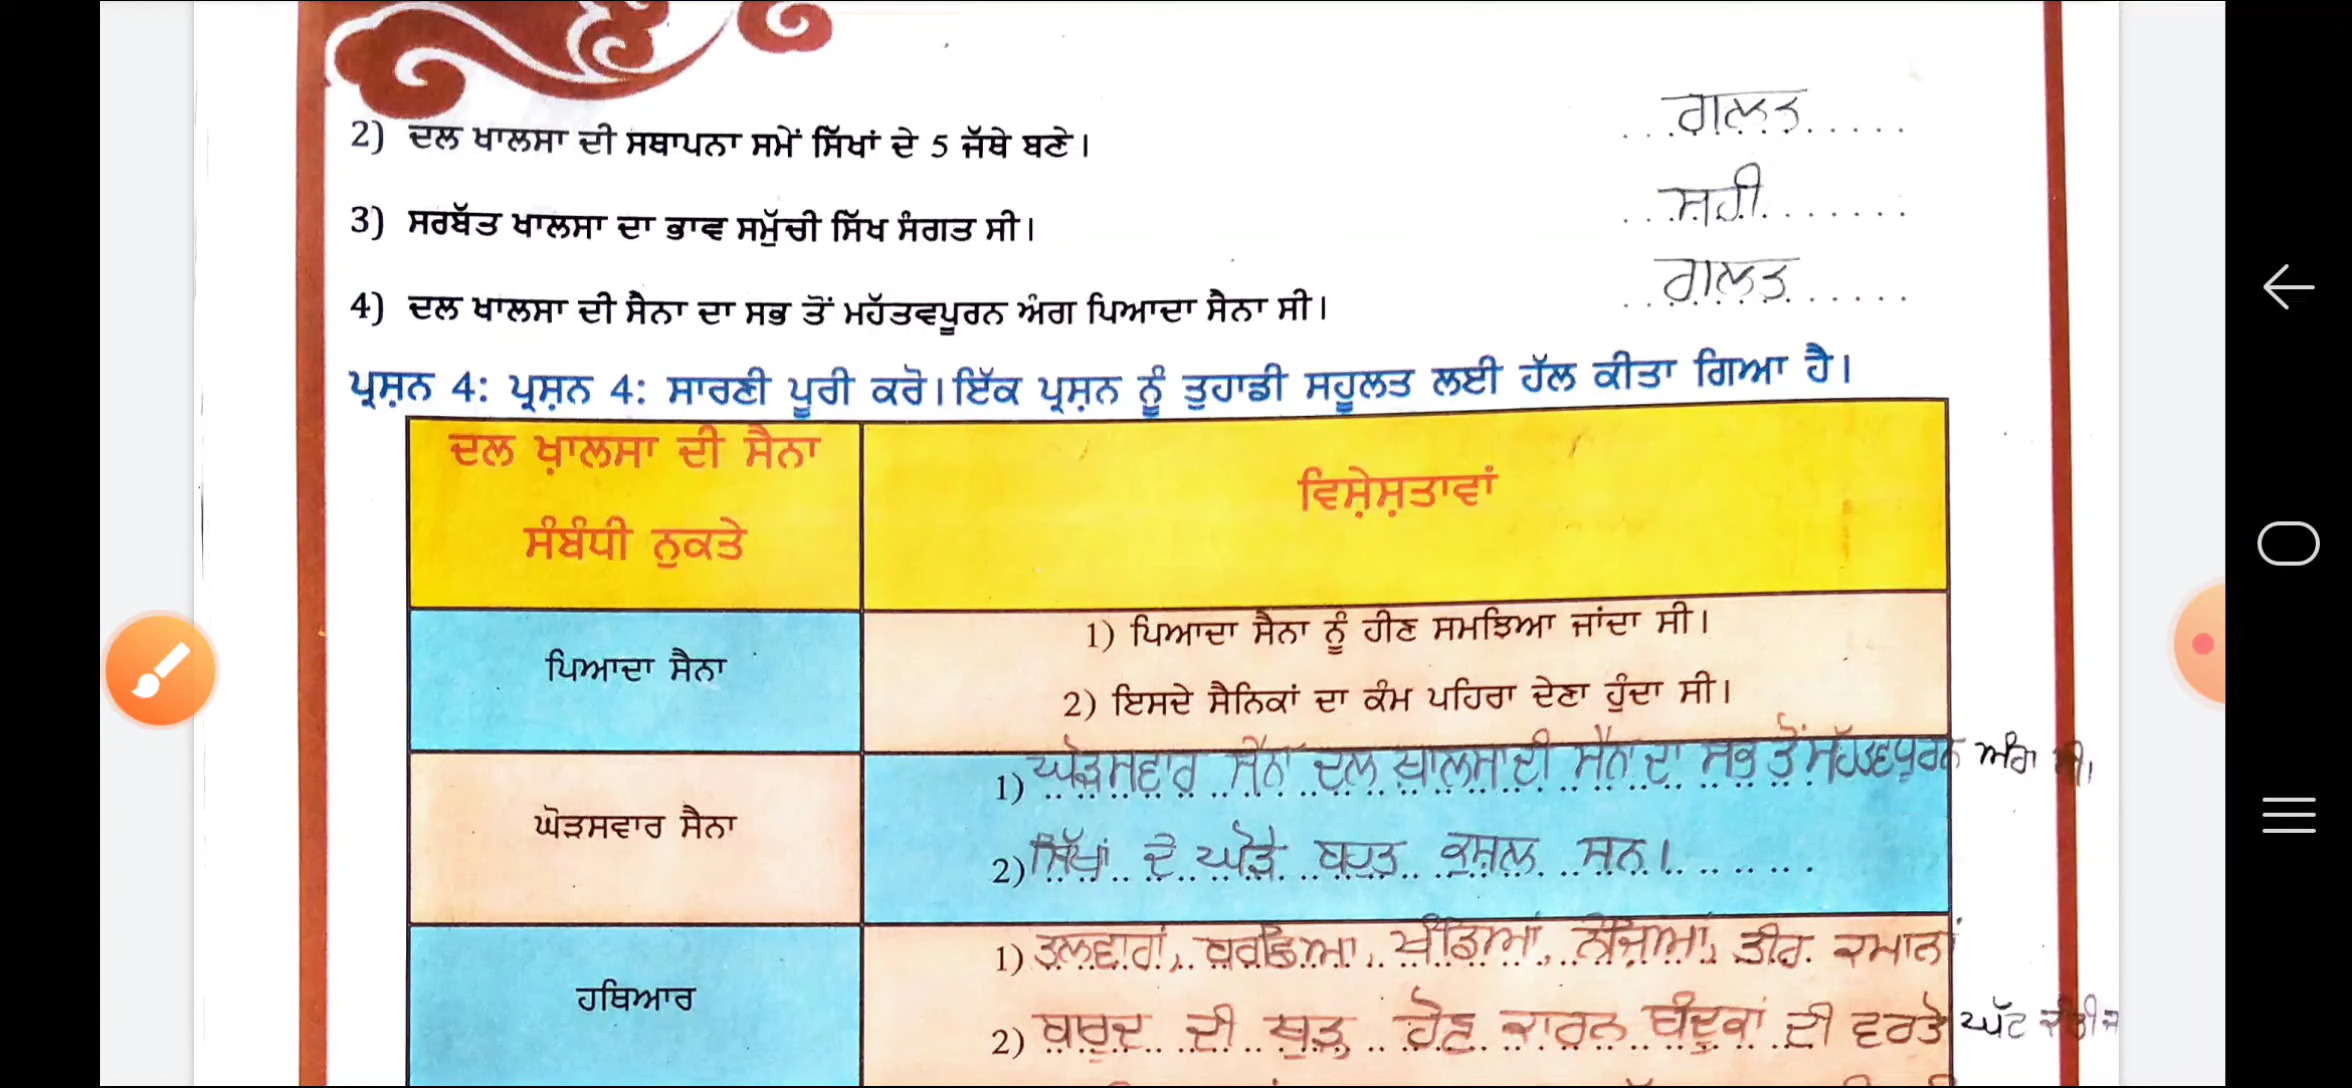 2) ਦਲ ਖਾਲਸਾ ਦੀ ਸਥਾਪਨਾ ਸਮੇਂ ਸਿੱਖਾਂ ਦੇ 5 ਜੱਥੇ ਬਣੇ। ਗਲਤ
3) ਸਰਬੱਤ ਖਾਲਸਾ ਦਾ ਭਾਵ ਸਮੁੱਚੀ ਸਿੱਖ ਸੰਗਤ ਸੀ। ਸਹੀ
4) ਦਲ ਖਾਲਸਾ ਦੀ ਸੈਨਾ ਦਾ ਸਭ ਤੋਂ ਮਹੱਤਵਪੂਰਨ ਅੰਗ ਪਿਆਦਾ ਸੈਨਾ ਸੀ। ਗਲਤ
ਪ੍ਰਸ਼ਨ 4: ਪ੍ਰਸ਼ਨ 4: ਸਾਰਣੀ ਪੂਰੀ ਕਰੋ। ਇੱਕ ਪ੍ਰਸ਼ਨ ਨੂੰ ਤੁਹਾਡੀ ਸਹੂਲਤ ਲਈ ਹੱਲ ਕੀਤਾ ਗਿਆ ਹੈ।
ਦਲ ਖ਼ਾਲਸਾ ਦੀ ਸੈਨਾ
ਸੰਬੰਧੀ ਨੁਕਤੇ
ਵਿਸ਼ੇਸ਼ਤਾਵਾਂ
ਪਿਆਦਾ ਸੈਨਾ
1) ਪਿਆਦਾ ਸੈਨਾ ਨੂੰ ਹੀਣ ਸਮਝਿਆ ਜਾਂਦਾ ਸੀ।
2) ਇਸਦੇ ਸੈਨਿਕਾਂ ਦਾ ਕੰਮ ਪਹਿਰਾ ਦੇਣਾ ਹੁੰਦਾ ਸੀ।
ਘੋੜਸਵਾਰ ਸੈਨਾ
1) ਘੋੜਸਵਾਰ ਸੈਨਾ ਦਲ ਖ਼ਾਲਸਾ ਦੀ ਸੈਨਾ ਦਾ ਸਭ ਤੋਂ ਮਹੱਤਵਪੂਰਨ ਅੰਗ ਸੀ।
2) ਸਿੱਖਾਂ ਦੇ ਘੋੜੇ ਬਹੁਤ ਕੁਸ਼ਲ ਸਨ।
ਹਥਿਆਰ
1) ਤਲਵਾਰਾਂ, ਬਰਛਿਆ, ਖੰਡਿਆਂ, ਨੇਜਿਆਂ, ਤੀਰ ਕਮਾਨਾਂ
2) ਬਾਰੂਦ ਦੀ ਥੁੜ੍ਹ ਹੋਣ ਕਾਰਨ ਬੰਦੂਕਾਂ ਦੀ ਵਰਤੋ ਘੱਟ ਕੀਤੀ ਜ